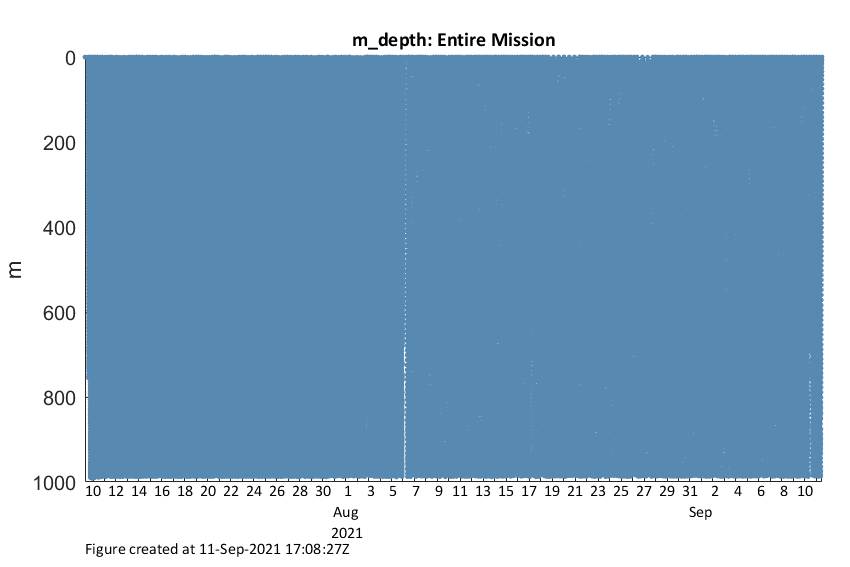 m_depth: Entire Mission
0
200
400
600
800
1000
m
10 12 14 16 18 20 22 24 26 28 30 1 3 5 7 9 11 13 15 17 19 21 23 25 27 29 31 2 4 6 8 10
Aug Sep
2021
Figure created at 11-Sep-2021 17:08:27Z